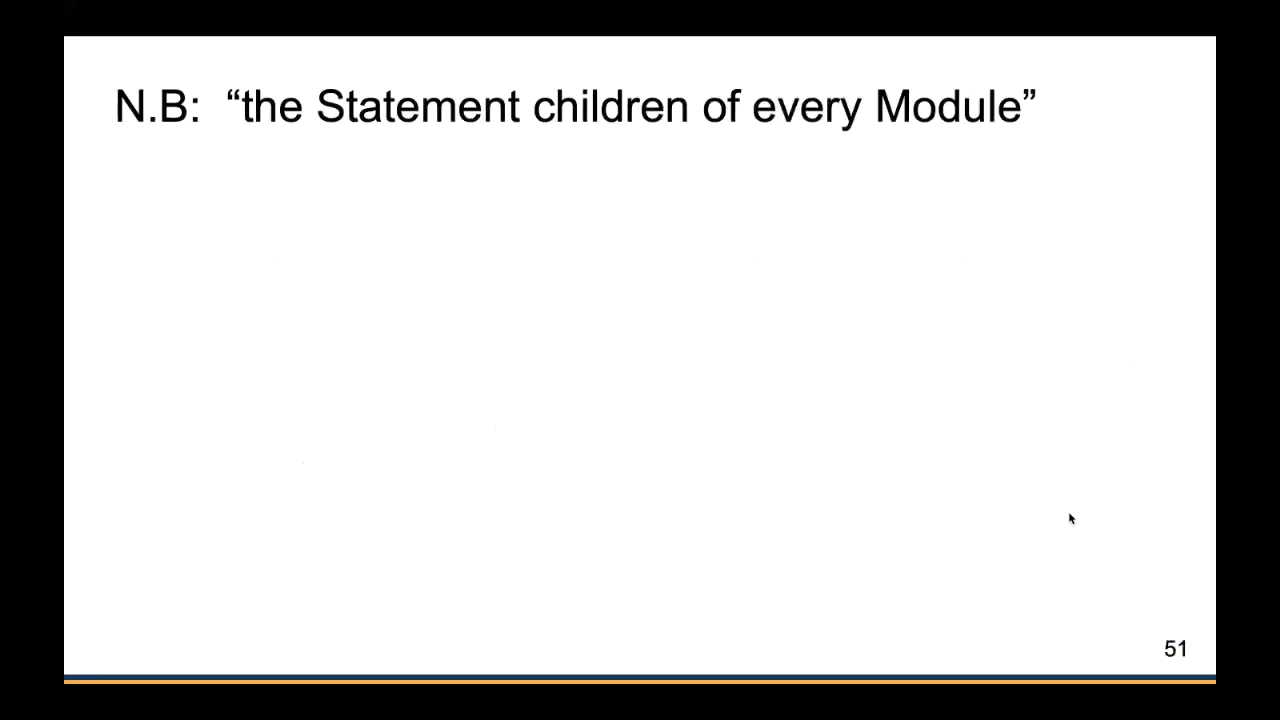 N.B:  “the Statement children of every Module”
51